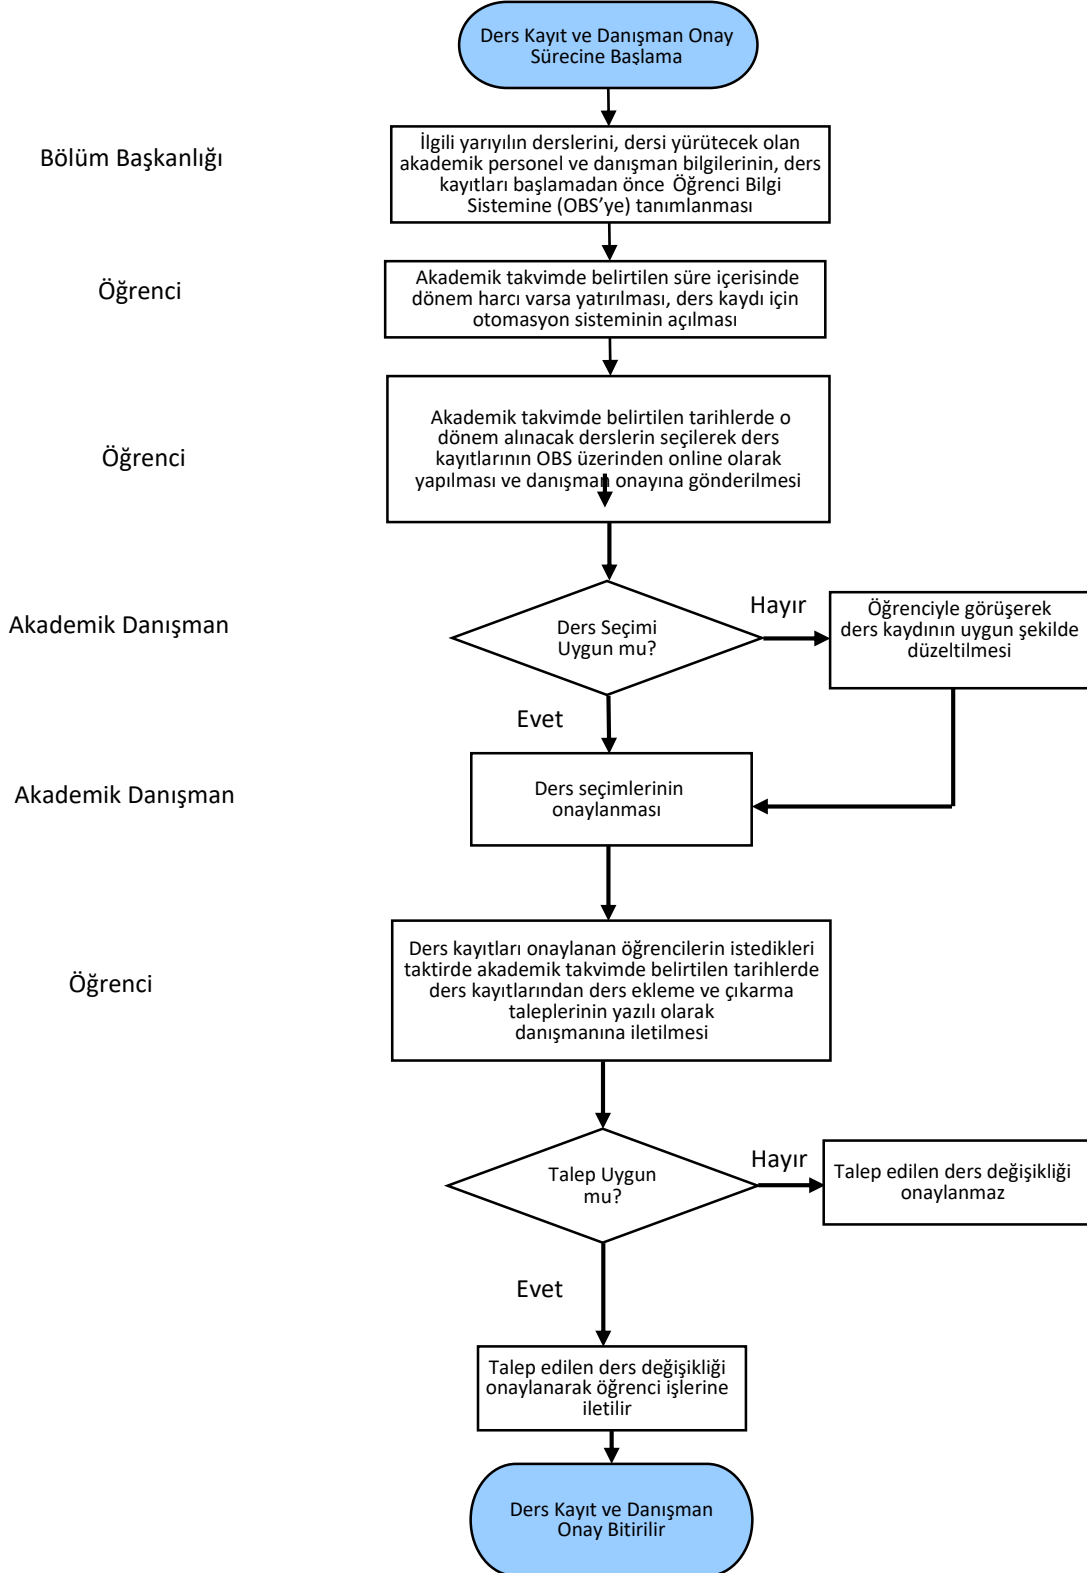 Ders Kayıt ve Danışman Onay
Sürecine Başlama
Bölüm Başkanlığı
İlgili yarıyılın derslerini, dersi yürütecek olan
akademik personel ve danışman bilgilerinin, ders
kayıtları başlamadan önce Öğrenci Bilgi
Sistemine (OBS’ye) tanımlanması
Öğrenci
Akademik takvimde belirtilen süre içerisinde
dönem harcı varsa yatırılması, ders kaydı için
otomasyon sisteminin açılması
Öğrenci
Akademik takvimde belirtilen tarihlerde o
dönem alınacak derslerin seçilerek ders
kayıtlarının OBS üzerinden online olarak
yapılması ve danışman onayına gönderilmesi
Akademik Danışman
Ders Seçimi
Uygun mu?
Hayır
Öğrenciyle görüşerek
ders kaydının uygun şekilde
düzeltilmesi
Evet
Akademik Danışman
Ders seçimlerinin
onaylanması
Öğrenci
Ders kayıtları onaylanan öğrencilerin istedikleri
taktirde akademik takvimde belirtilen tarihlerde
ders kayıtlarından ders ekleme ve çıkarma
taleplerinin yazılı olarak
danışmanına iletilmesi
Talep Uygun
mu?
Hayır
Talep edilen ders değişikliği
onaylanmaz
Evet
Talep edilen ders değişikliği
onaylanarak öğrenci işlerine
iletilir
Ders Kayıt ve Danışman
Onay Bitirilir